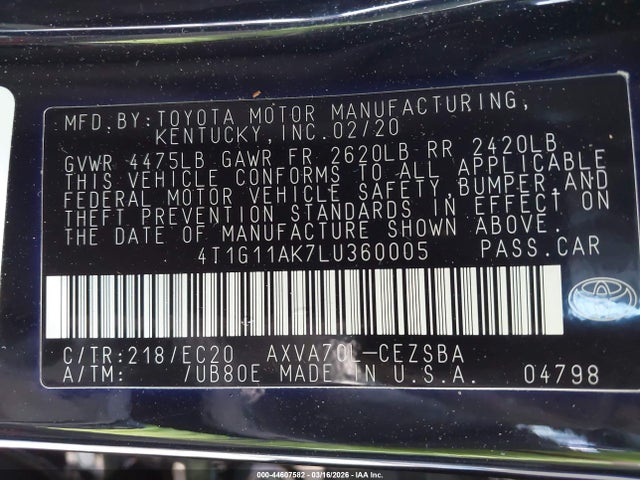 MFD.BY:TOYOTA MOTOR MANUFACTURING,
KENTUCKY,INC.02/20
GVWR 4475LB GAWR FR 2620LB RR 2420LB
THIS VEHICLE CONFORMS TO ALL APPLICABLE
FEDERAL MOTOR VEHICLE SAFETY,BUMPER,AND
THEFT PREVENTION STANDARDS IN EFFECT ON
THE DATE OF MANUFACTURE SHOWN ABOVE.
4T1G11AK7LU360005 PASS.CAR
C/TR:218/EC20 AXVA70L-CEZSBA
A/TM: /UB80E MADE IN U.S.A. 04798
000-44607582 - 03/16/2026 - IAA Inc.